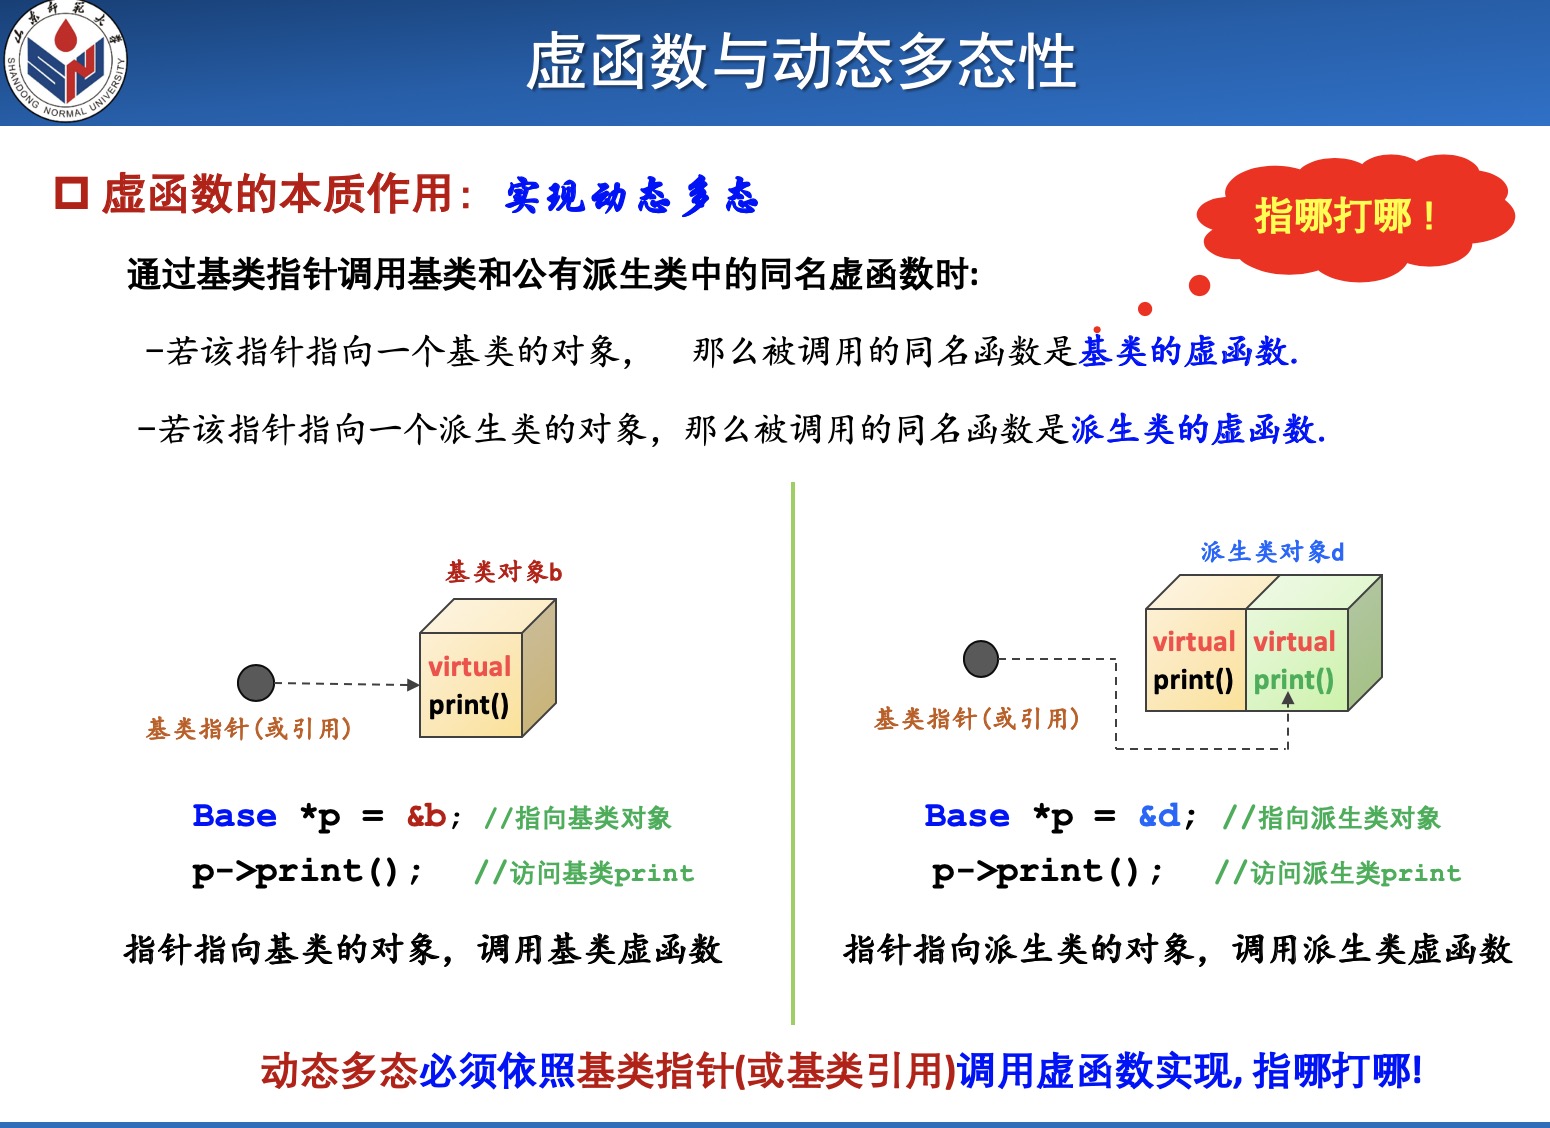 山东师范大学
SHANDONG NORMAL UNIVERSITY
虚函数与动态多态性
虚函数的本质作用：实现动态多态
指哪打哪！
通过基类指针调用基类和公有派生类中的同名虚函数时:
-若该指针指向一个基类的对象， 那么被调用的同名函数是基类的虚函数.
-若该指针指向一个派生类的对象，那么被调用的同名函数是派生类的虚函数.
基类对象b
virtual
print()
基类指针(或引用)
Base *p = &b; //指向基类对象
p->print(); //访问基类print
指针指向基类的对象，调用基类虚函数
派生类对象d
virtual virtual
print() print()
基类指针(或引用)
Base *p = &d; //指向派生类对象
p->print(); //访问派生类print
指针指向派生类的对象，调用派生类虚函数
动态多态必须依照基类指针(或基类引用)调用虚函数实现,指哪打哪!